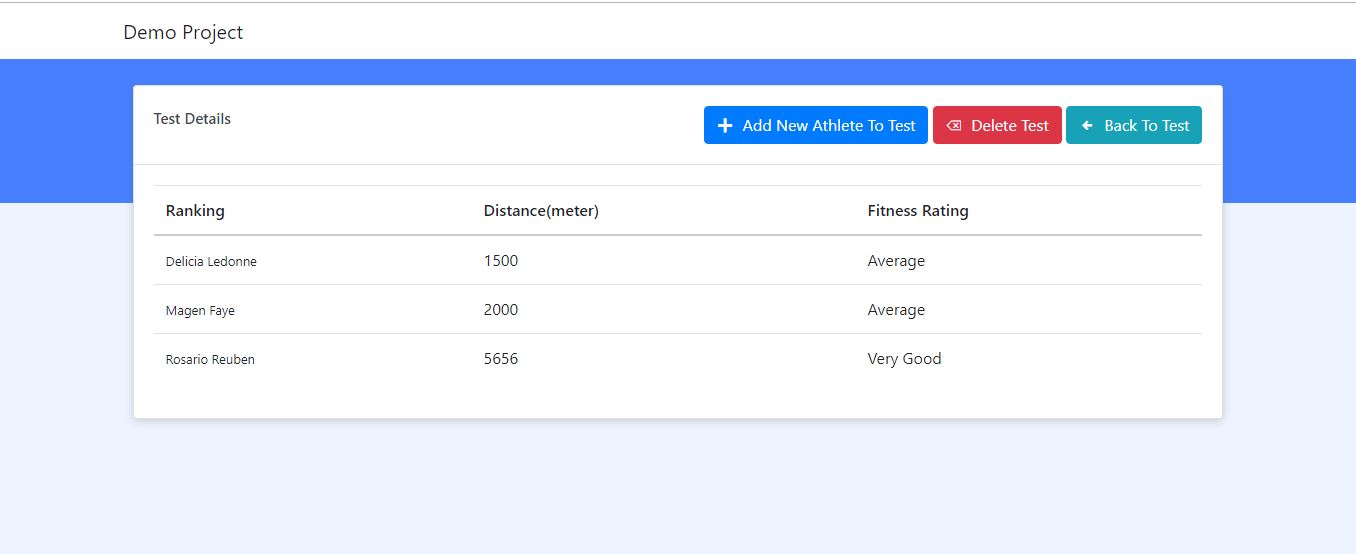 Demo Project
Test Details
Add New Athlete To Test Delete Test Back To Test
Ranking Distance(meter) Fitness Rating
Delicia Ledonne 1500 Average
Magen Faye 2000 Average
Rosario Reuben 5656 Very Good